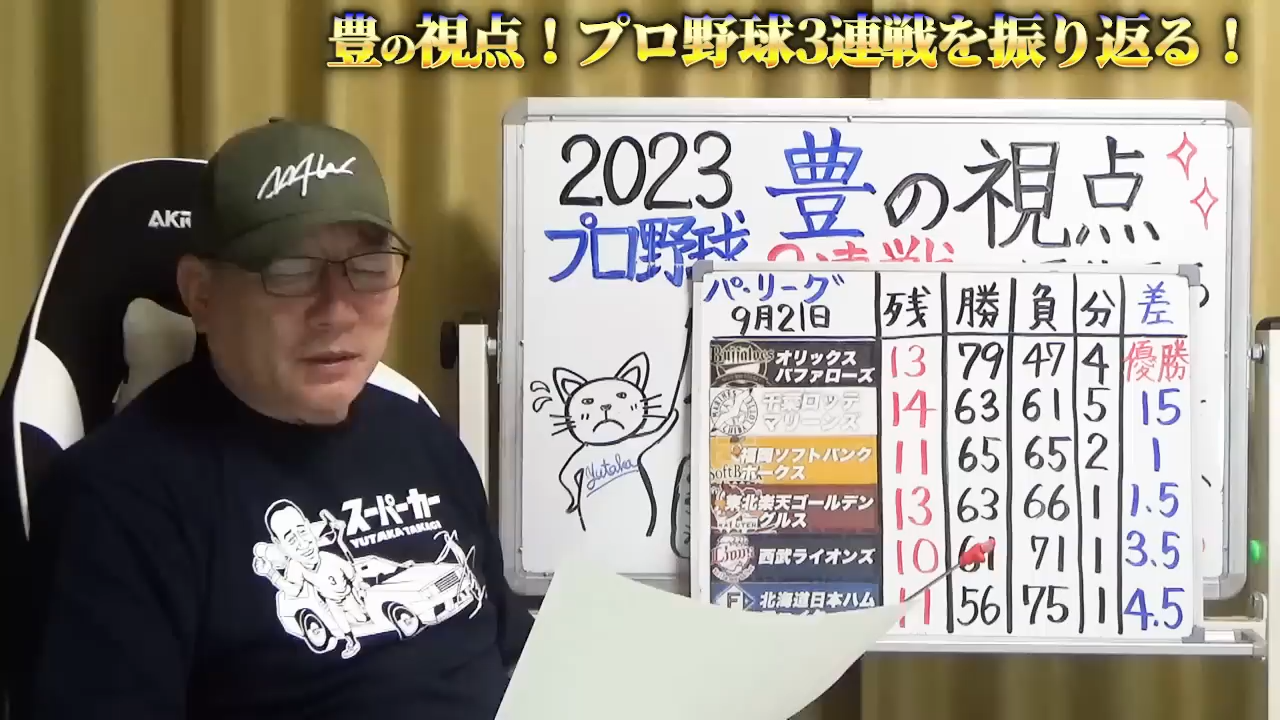 豊の視点！プロ野球3連戦を振り返る！
2023 豊の視点
プロ野球 3連戦
パ・リーグ
9月21日
残 勝 負 分 差
Buffaloes オリックス バファローズ 13 79 47 4 優勝
千葉ロッテ マリーンズ 14 63 61 5 15
福岡ソフトバンク ホークス 11 65 65 2 1
東北楽天ゴールデン イーグルス 13 63 66 1 1.5
Lions 西武ライオンズ 10 61 71 1 3.5
F 北海道日本ハム 11 56 75 1 4.5
Yutaka
AKR
スーパーカー
YUTAKA TAKAGI